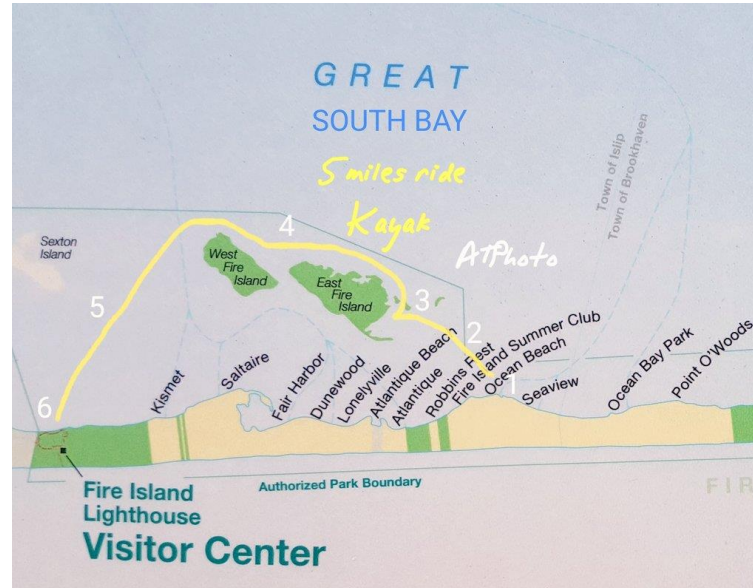 GREAT
SOUTH BAY
5 miles ride
Kayak
ATPhoto
Town of Islip
Town of Brookhaven
Sexton
Island
West
Fire
Island
East
Fire
Island
4
5
3
2
1
6
Kismet
Saltaire
Fair Harbor
Dunewood
Lonelyville
Atlantique Beach
Atlantique
Robbins Rest
Fire Island Summer Club
Ocean Beach
Seaview
Ocean Bay Park
Point O'Woods
Fire Island
Lighthouse
Visitor Center
Authorized Park Boundary
FIR